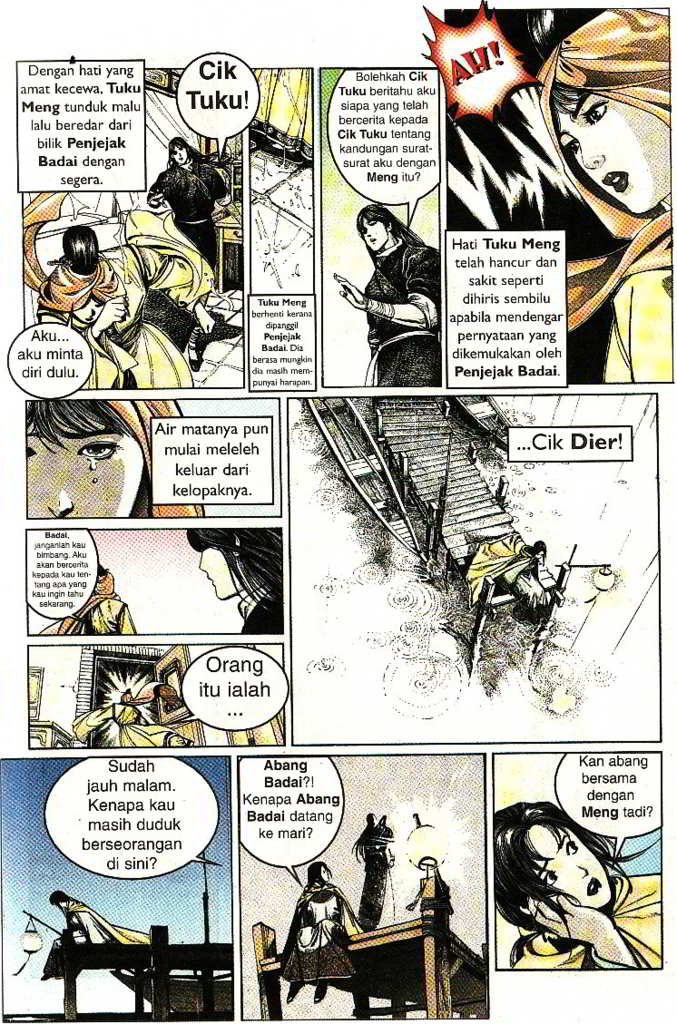 Dengan hati yang
amat kecewa, Tuku
Meng tunduk malu
lalu beredar dari
bilik Penjejak
Badai dengan
segera.
Cik
Tuku!
Aku...
aku minta
diri dulu.
Tuku Meng
berhenti kerana
dipanggil
Penjejak
Badai. Dia
berasa mungkin
dia masih mem-
punyai harapan.
Bolehkah Cik
Tuku beritahu aku
siapa yang telah
bercerita kepada
Cik Tuku tentang
kandungan surat-
surat aku dengan
Meng itu?
AH!
Hati Tuku Meng
telah hancur dan
sakit seperti
dihiris sembilu
apabila mendengar
pernyataan yang
dikemukakan oleh
Penjejak Badai.
Air matanya pun
mulai meleleh
keluar dari
kelopaknya.
Badai,
janganlah kau
bimbang. Aku
akan bercerita
kepada kau ten-
tang apa yang
kau ingin tahu
sekarang.
Orang
itu ialah
...
...Cik Dier!
Sudah
jauh malam.
Kenapa kau
masih duduk
berseorangan
di sini?
Abang
Badai?!
Kenapa Abang
Badai datang
ke mari?
Kan abang
bersama
dengan
Meng tadi?